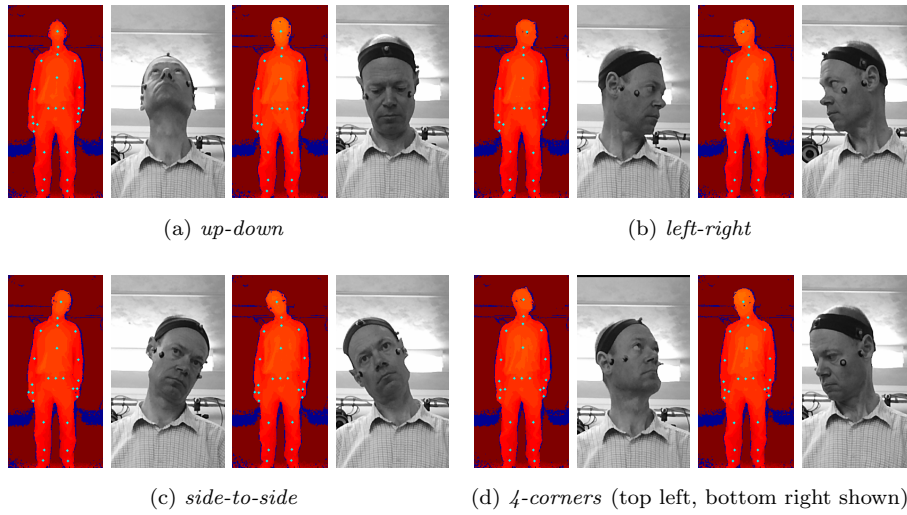 (a) up-down
(b) left-right
(c) side-to-side
(d) 4-corners (top left, bottom right shown)